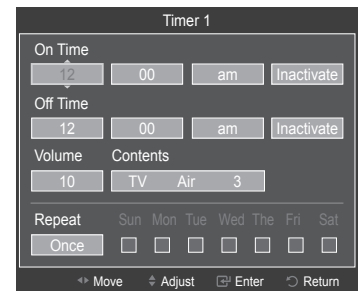 Timer 1
On Time
12 00 am Inactivate
Off Time
12 00 am Inactivate
Volume Contents
10 TV Air 3
Repeat Sun Mon Tue Wed The Fri Sat
Once
Move Adjust Enter Return